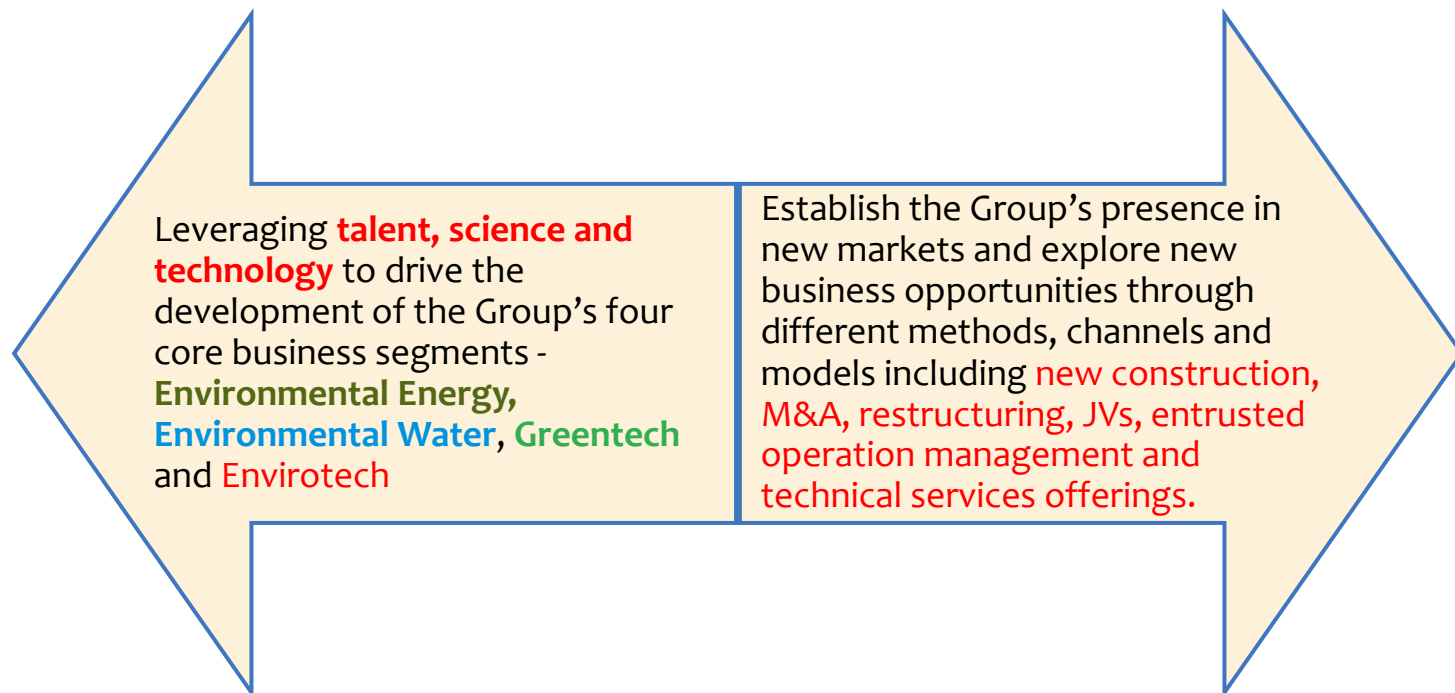 Leveraging talent, science and
technology to drive the
development of the Group’s four
core business segments -
Environmental Energy,
Environmental Water, Greentech
and Envirotech
Establish the Group’s presence in
new markets and explore new
business opportunities through
different methods, channels and
models including new construction,
M&A, restructuring, JVs, entrusted
operation management and
technical services offerings.